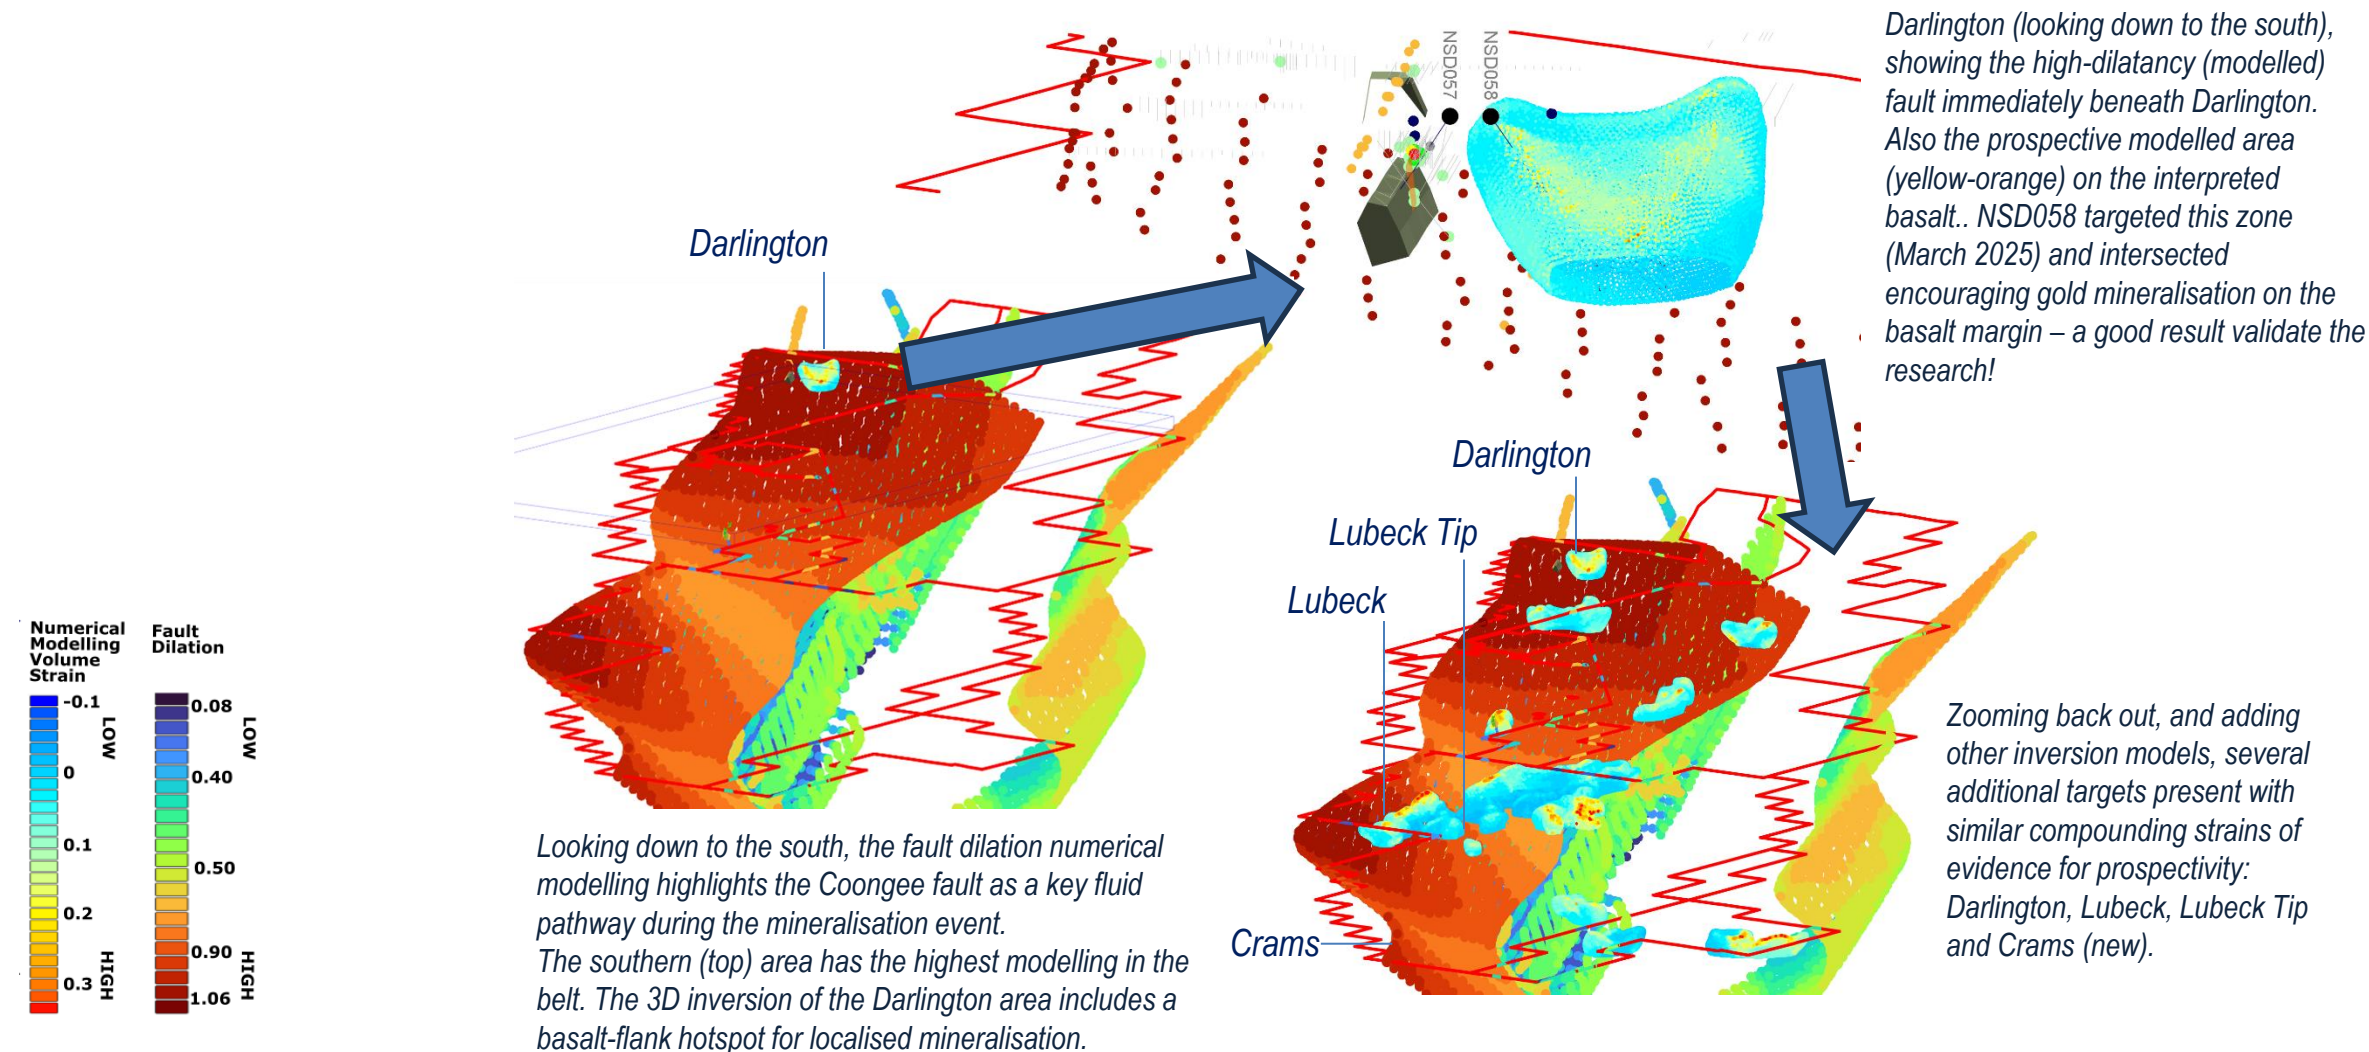 Darlington (looking down to the south),
showing the high-dilatancy (modelled)
fault immediately beneath Darlington.
Also the prospective modelled area
(yellow-orange) on the interpreted
basalt.. NSD058 targeted this zone
(March 2025) and intersected
encouraging gold mineralisation on the
basalt margin – a good result validate the
research!
NSD057
NSD058
Darlington
Darlington
Lubeck Tip
Lubeck
Crams
Numerical
Modelling
Volume
Strain
-0.1
LOW
0
0.1
0.2
HIGH
0.3
Fault
Dilation
0.08
LOW
0.40
0.50
0.90
HIGH
1.06
Looking down to the south, the fault dilation numerical
modelling highlights the Coongee fault as a key fluid
pathway during the mineralisation event.
The southern (top) area has the highest modelling in the
belt. The 3D inversion of the Darlington area includes a
basalt-flank hotspot for localised mineralisation.
Zooming back out, and adding
other inversion models, several
additional targets present with
similar compounding strains of
evidence for prospectivity:
Darlington, Lubeck, Lubeck Tip
and Crams (new).